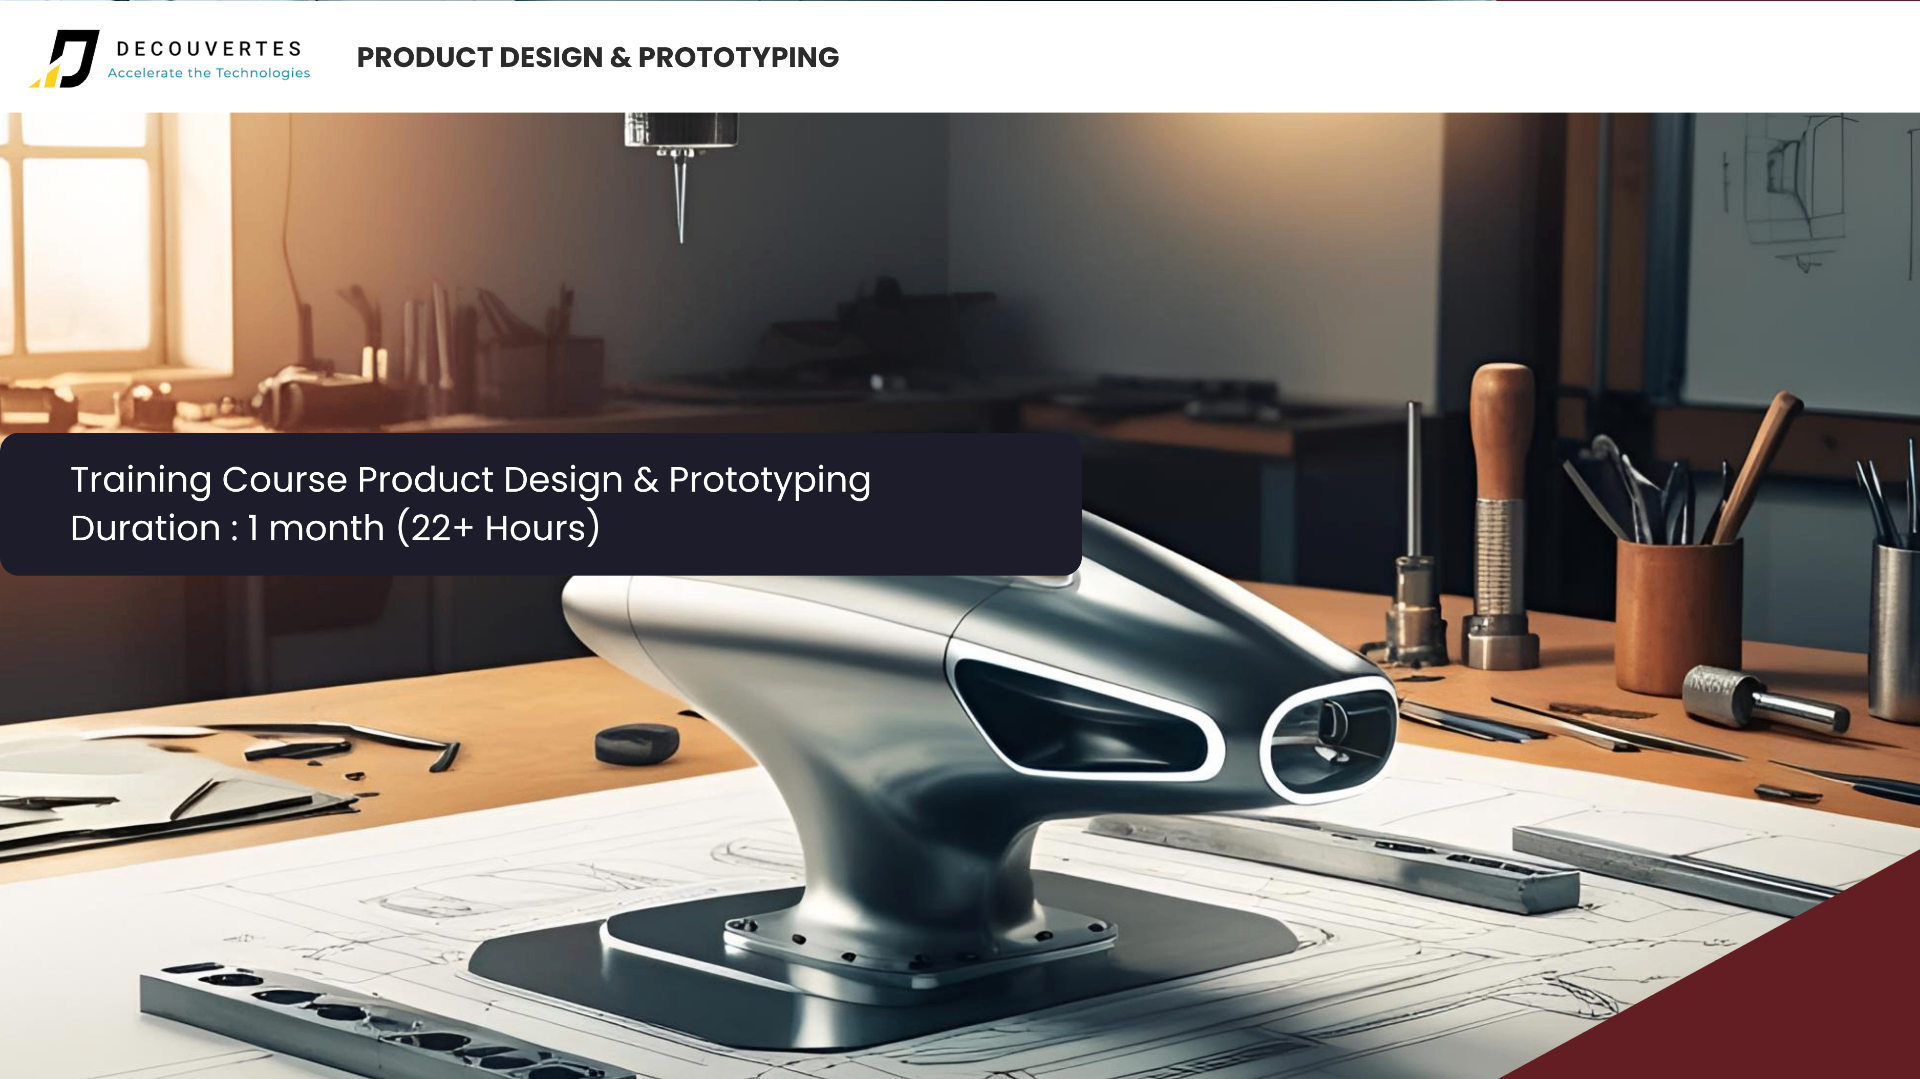 DECOUVERTES
Accelerate the Technologies
PRODUCT DESIGN & PROTOTYPING
Training Course Product Design & Prototyping
Duration : 1 month (22+ Hours)